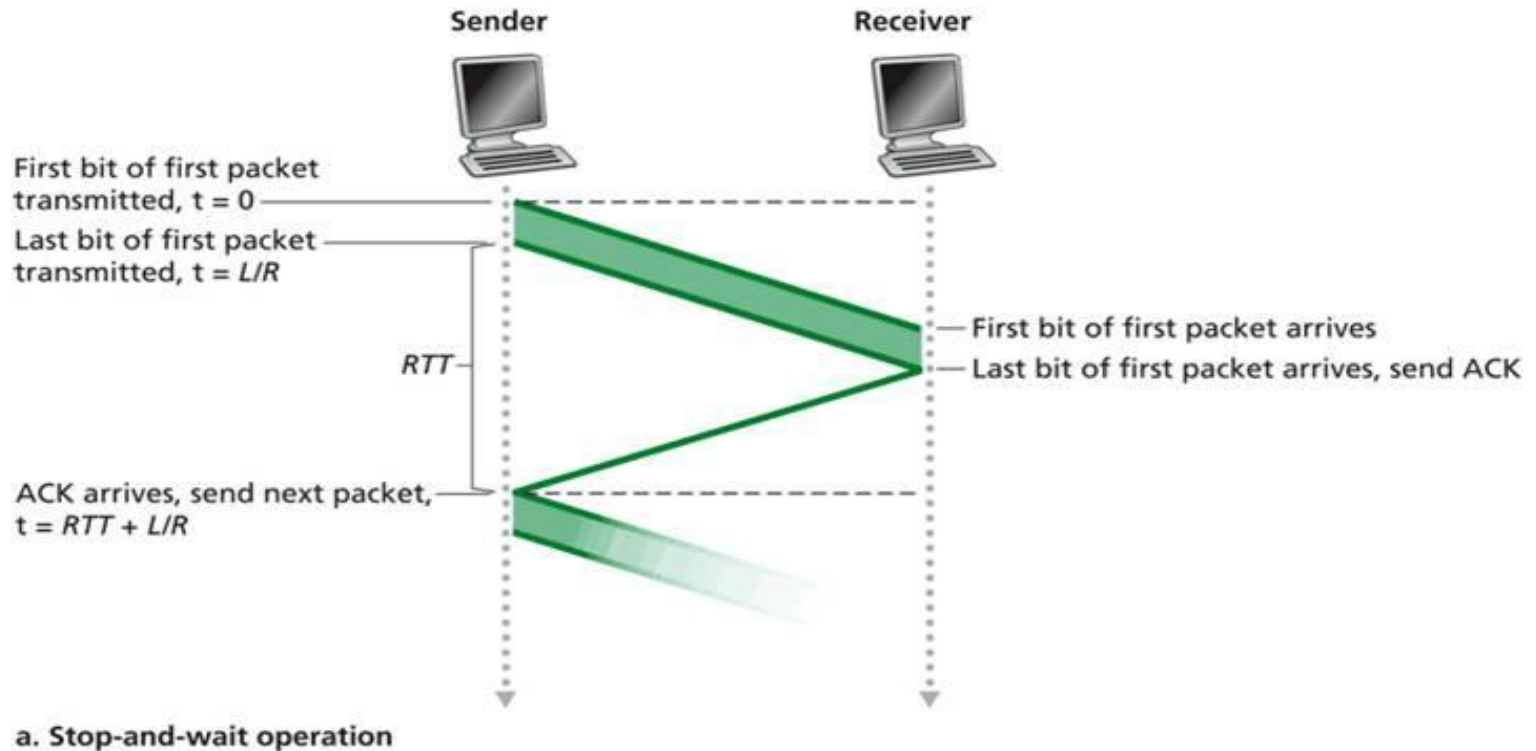 Sender
Receiver
First bit of first packet
transmitted, t = 0
Last bit of first packet
transmitted, t = L/R
First bit of first packet arrives
Last bit of first packet arrives, send ACK
RTT
ACK arrives, send next packet,
t = RTT + L/R
a. Stop-and-wait operation